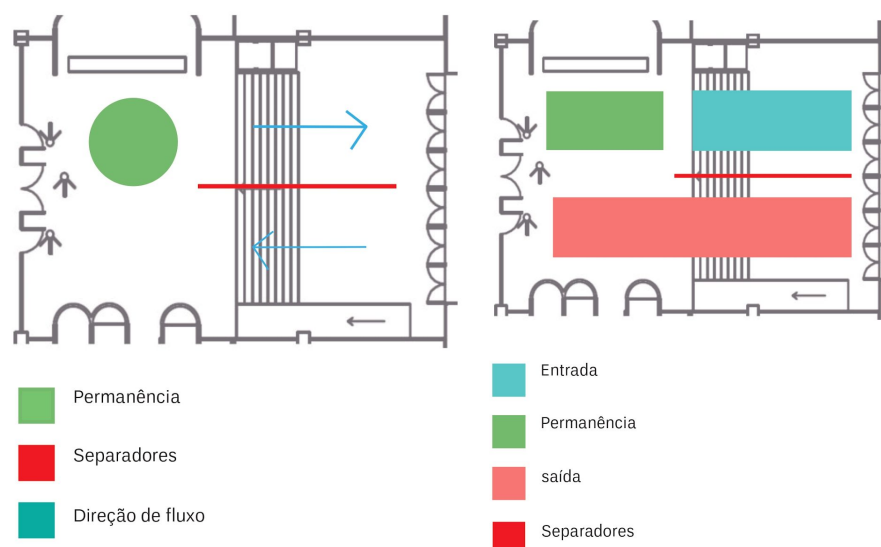 Permanência
Separadores
Direção de fluxo
Entrada
Permanência
saída
Separadores